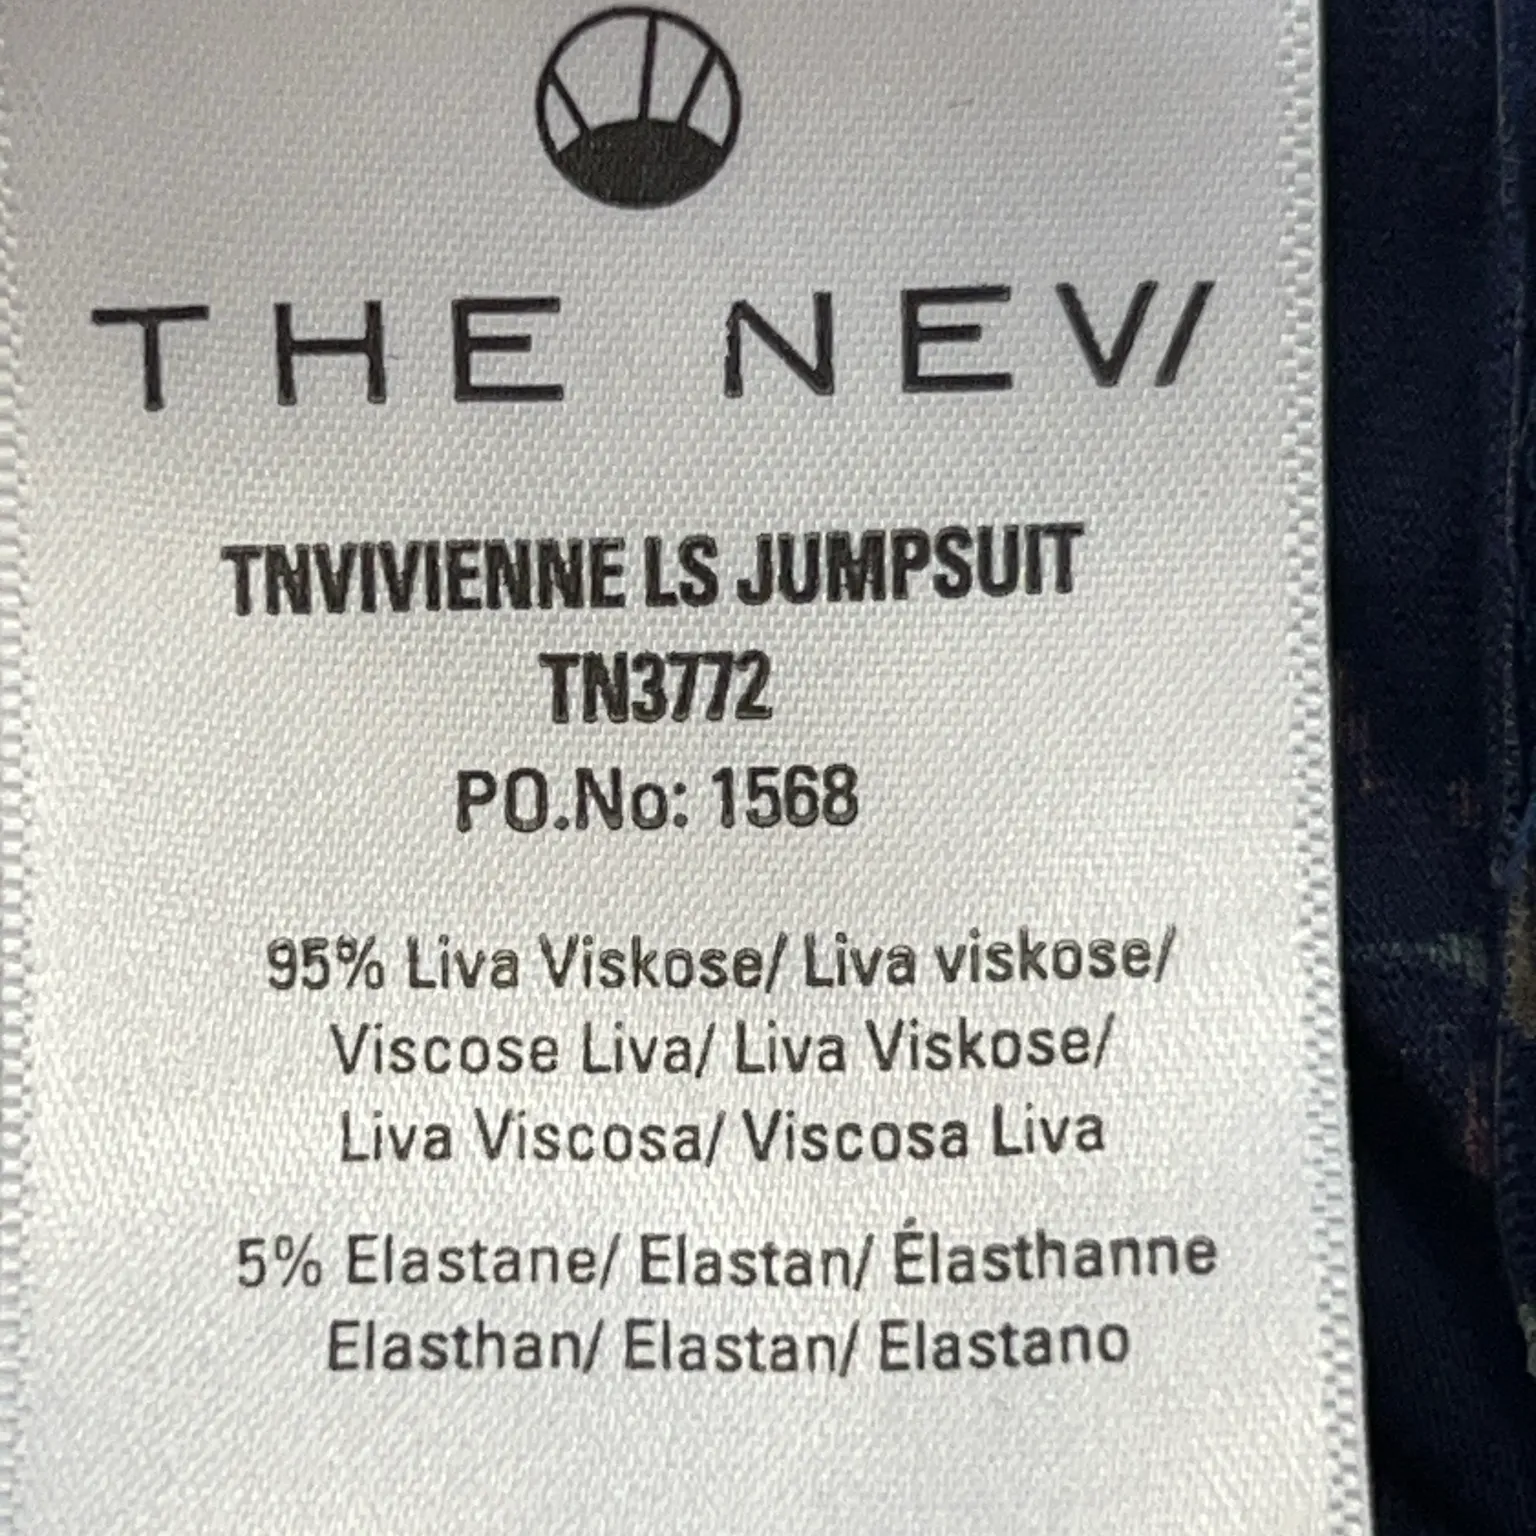 THE NEW
TNVIVIENNE LS JUMPSUIT
TN3772
PO.No: 1568
95% Liva Viskose/ Liva viskose/
Viscose Liva/ Liva Viskose/
Liva Viscosa/ Viscosa Liva
5% Elastane/ Elastan/ Élasthanne
Elasthan/ Elastan/ Elastano